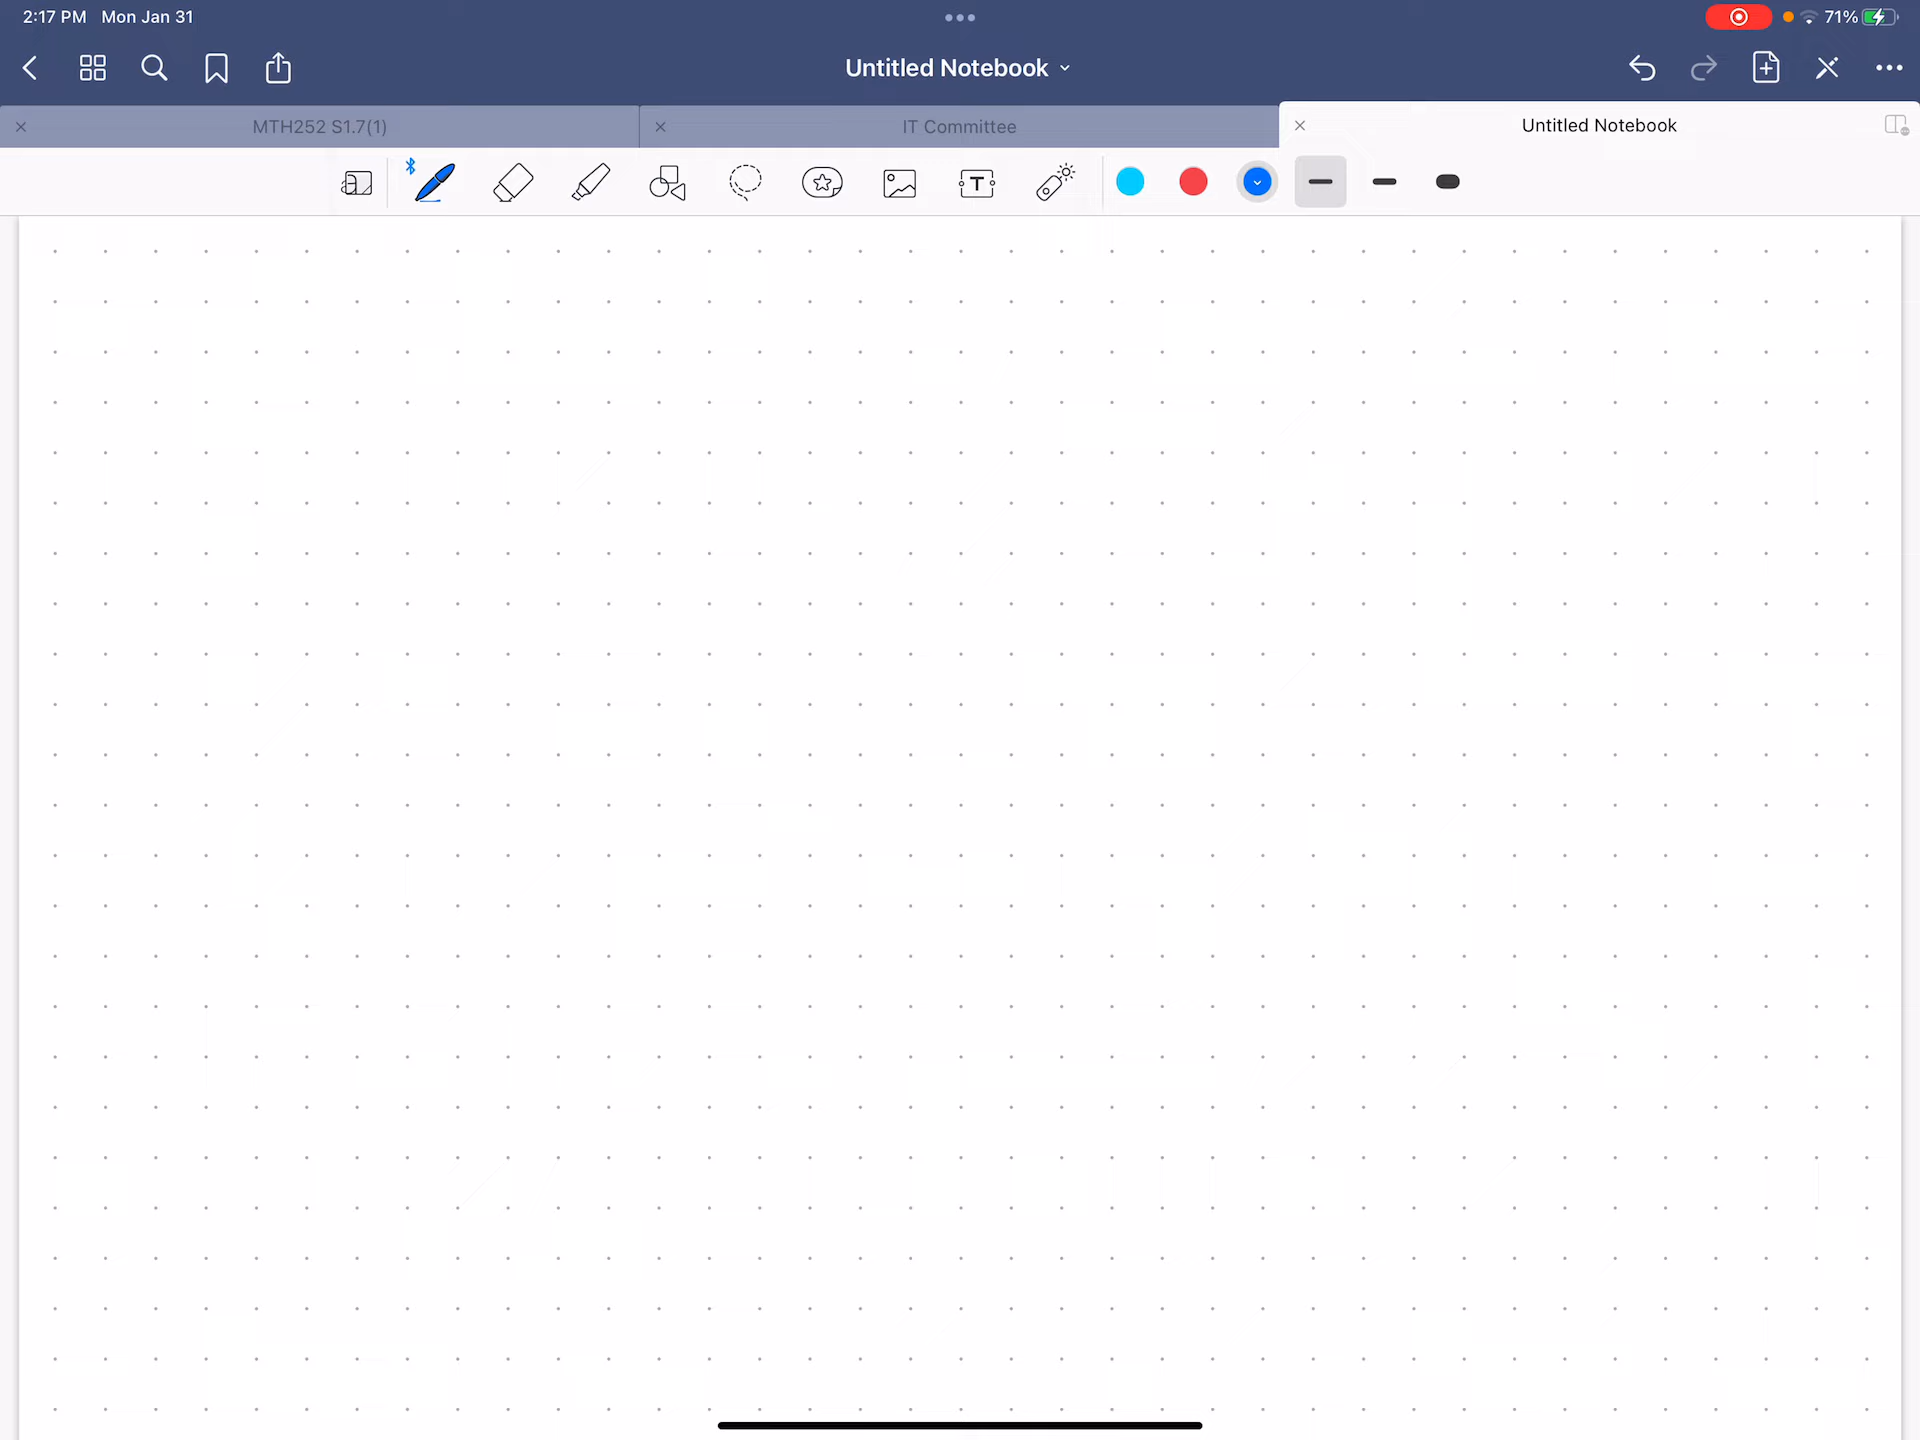 2:17 PM Mon Jan 31
71%
Untitled Notebook
MTH252 S1.7(1)
IT Committee
Untitled Notebook
T